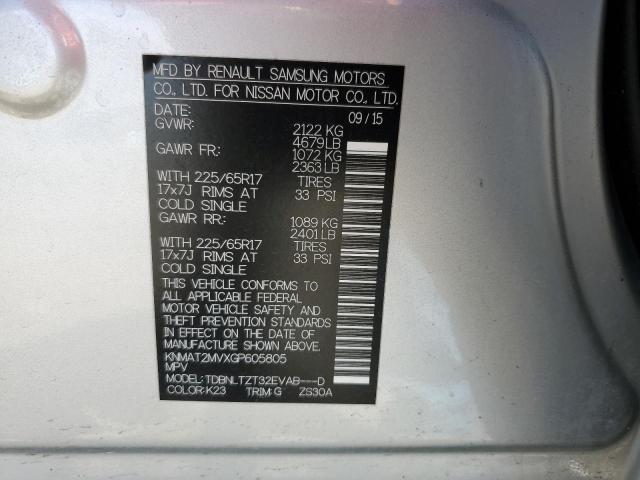 MFD BY RENAULT SAMSUNG MOTORS
CO., LTD. FOR NISSAN MOTOR CO., LTD.
DATE: 09/15
GVWR: 2122 KG
4679LB
GAWR FR: 1072 KG
2363LB
WITH 225/65R17 TIRES
17x7J RIMS AT 33 PSI
COLD SINGLE
GAWR RR: 1089 KG
2401LB
WITH 225/65R17 TIRES
17x7J RIMS AT 33 PSI
COLD SINGLE
THIS VEHICLE CONFORMS TO
ALL APPLICABLE FEDERAL
MOTOR VEHICLE SAFETY AND
THEFT PREVENTION STANDARDS
IN EFFECT ON THE DATE OF
MANUFACTURE SHOWN ABOVE.
KNMAT2MVXGP605805
MPV
MODEL: TDBNLTZT32EVAB---D
COLOR:K23 TRIM:G ZS30A